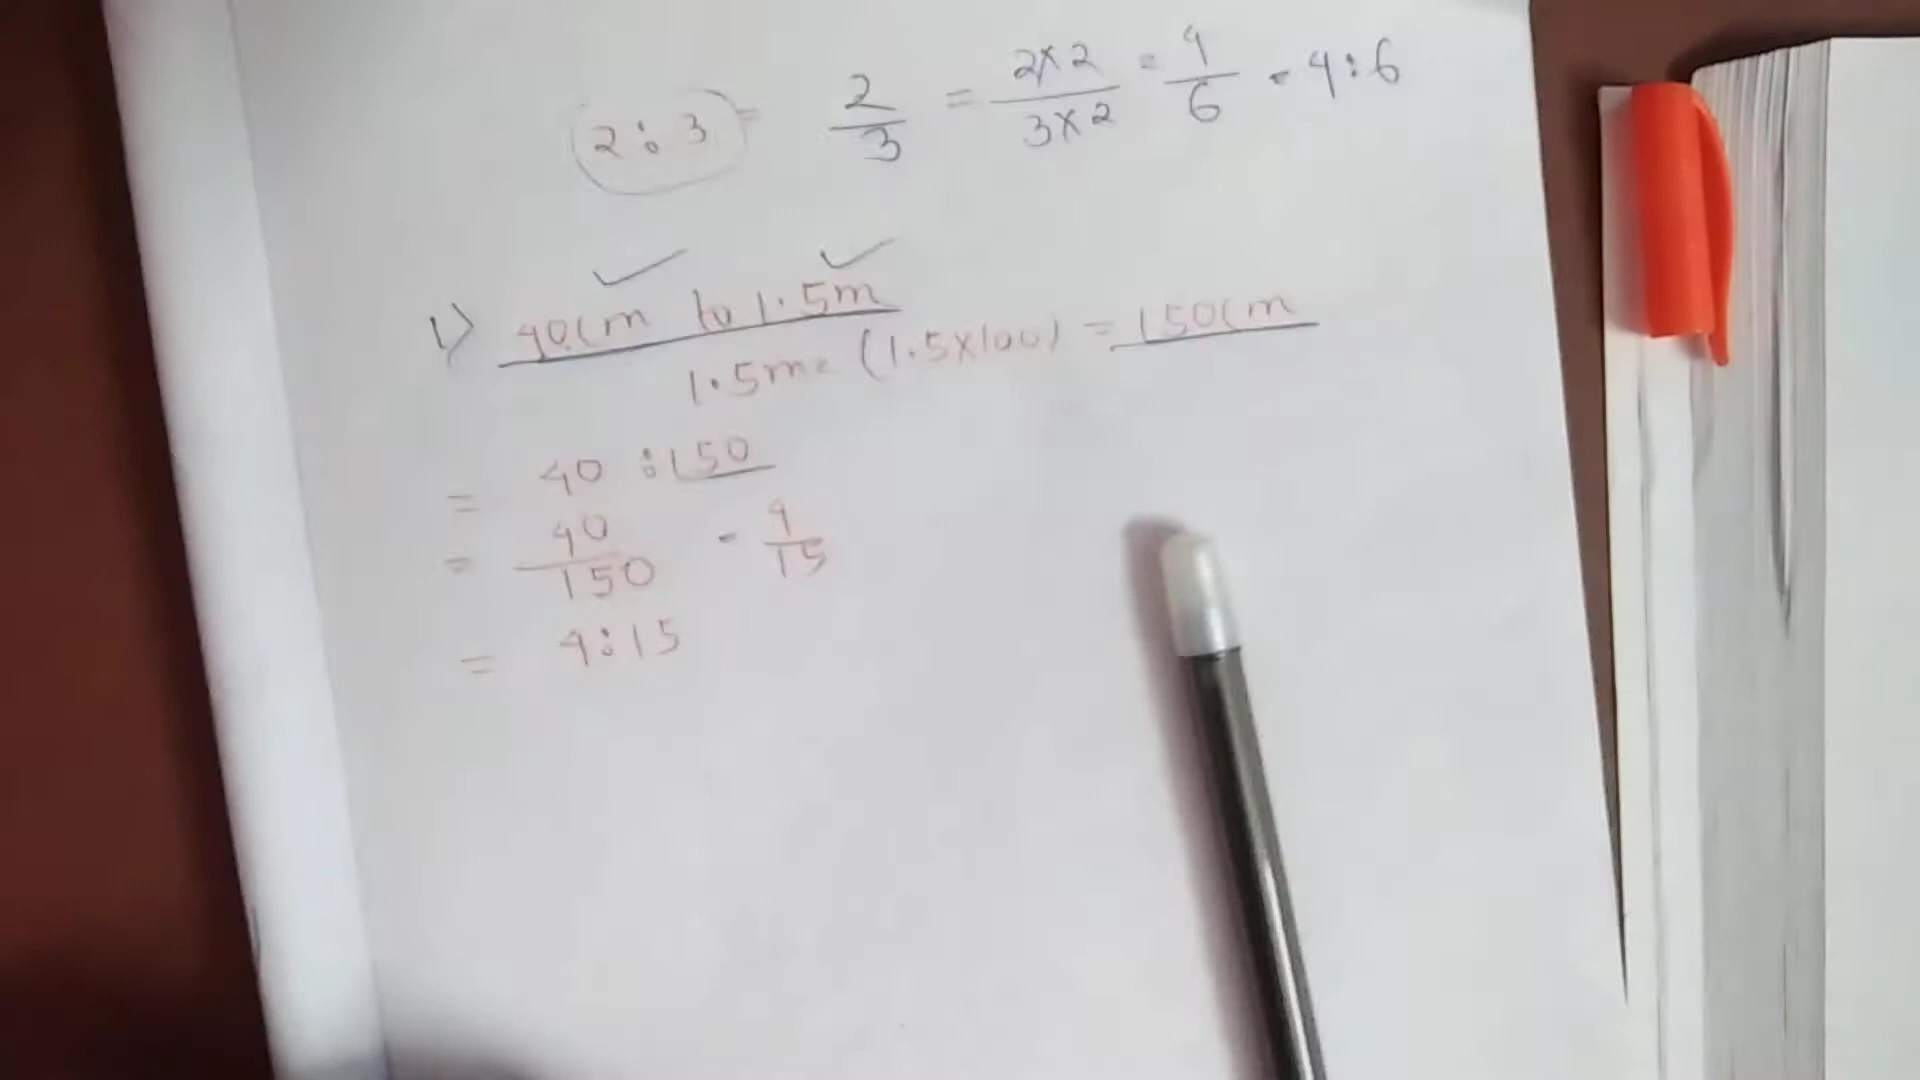 2:3 = 2/3 = 2×2/3×2 = 4/6 = 4:6
1) 40cm to 1.5m
1.5m = (1.5×100) = 150cm
= 40:150
= 40/150 = 4/15
= 4:15